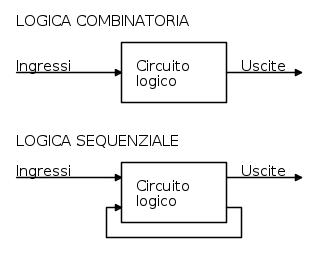 LOGICA COMBINATORIA
Ingressi
Circuito
logico
Uscite
LOGICA SEQUENZIALE
Ingressi
Circuito
logico
Uscite